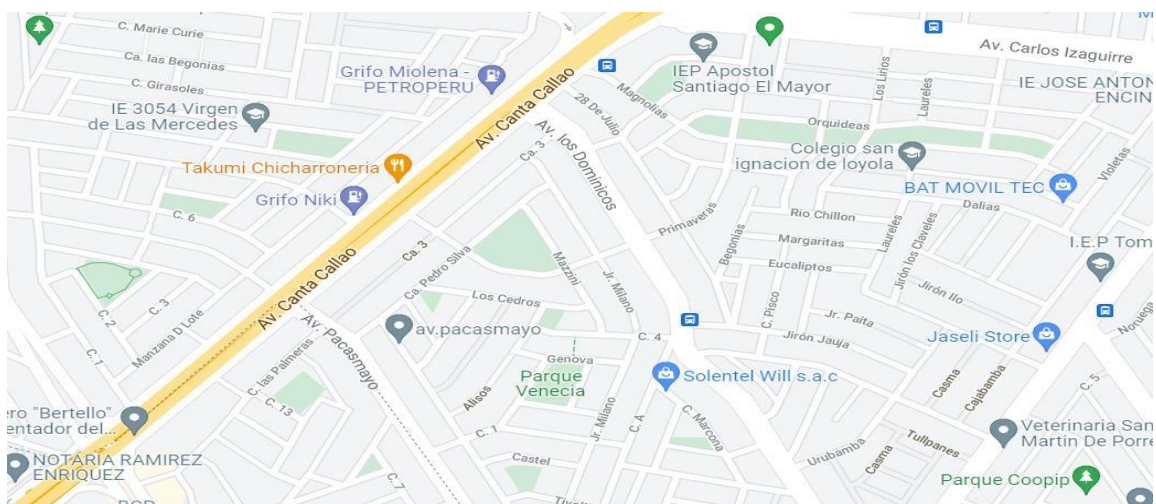 C. Marie Curie
Ca. las Begonias
C. Girasoles
IE 3054 Virgen
de Las Mercedes
Grifo Miolena -
PETROPERU
Takumi Chicharroneria
Grifo Niki
C. 6
Av. Canta Callao
IEP Apostol
Santiago El Mayor
Av. Carlos Izaguirre
IE JOSE ANTON
ENCIN
Los Lirios
Laureles
28 De Julio
Magnolias
Orquideas
Av. los Dominicos
Ca. 3
Colegio san
ignacion de loyola
BAT MOVIL TEC
Violetas
Dalias
Rio Chillon
Primaveras
Margaritas
Begonias
Laureles
Jirón los Claveles
Eucaliptos
I.E.P Tom
Ca. 3
Ca. Pedro Silva
Mazzini
Jr. Milano
Los Cedros
Av. Canta Callao
C. 3
C. 2
C. 1
Manzana D Lote
Av. Pacasmayo
av.pacasmayo
C. 4
C. Pisco
Jirón Ilo
Jr. Paita
Jirón Jauja
Jaseli Store
Noruega
C. las Palmeras
C. 13
Genova
Parque
Venecia
Alisos
Solentel Will s.a.c
Casma
Cajabamba
C. 5
ero "Bertello"
entador del...
NOTARIA RAMIREZ
ENRIQUEZ
C. 1
Jr. Milano
C. A
C. Marcona
Castel
Tivoli
C. 7
Urubamba
Casma
Tullpanes
Veterinaria San
Martin De Porre
Parque Coopip